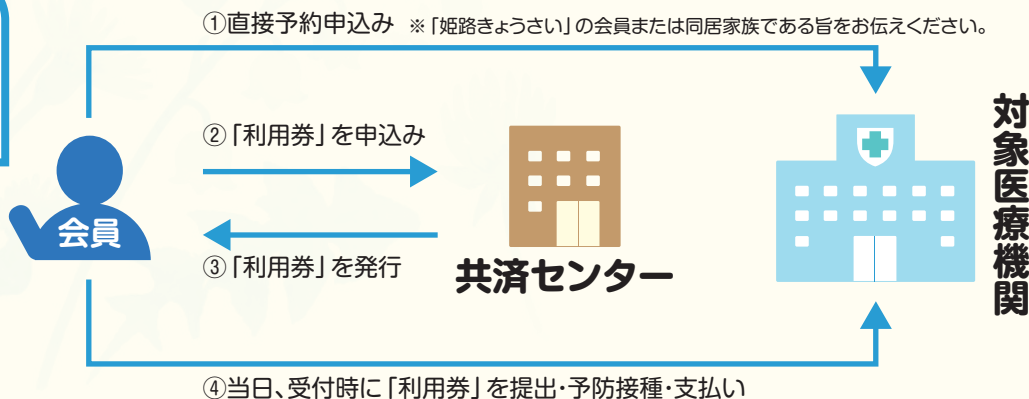 ①直接予約申込み ※「姫路きょうさい」の会員または同居家族である旨をお伝えください。
②「利用券」を申込み
会員
③「利用券」を発行
共済センター
対象医療機関
④当日、受付時に「利用券」を提出・予防接種・支払い